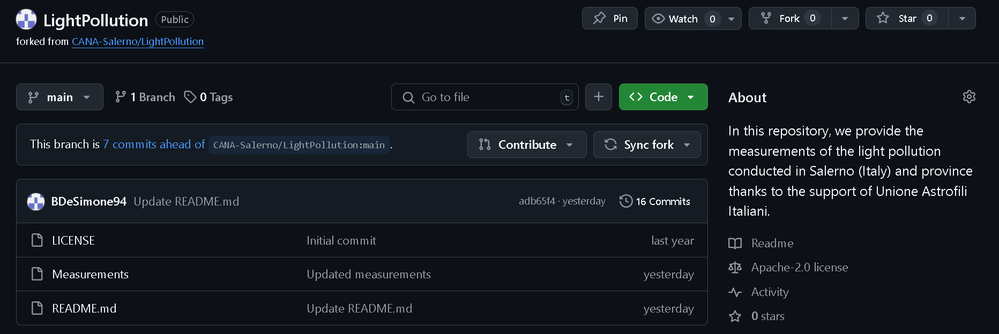 LightPollution Public
Pin
Watch 0
Fork 0
Star 0
forked from CANA-Salerno/LightPollution
main
1 Branch
0 Tags
Go to file
t
Code
This branch is 7 commits ahead of CANA-Salerno/LightPollution:main .
Contribute
Sync fork
BDeSimone94 Update README.md adb65f4 · yesterday 16 Commits
LICENSE Initial commit last year
Measurements Updated measurements yesterday
README.md Update README.md yesterday
About
In this repository, we provide the
measurements of the light pollution
conducted in Salerno (Italy) and province
thanks to the support of Unione Astrofili
Italiani.
Readme
Apache-2.0 license
Activity
0 stars